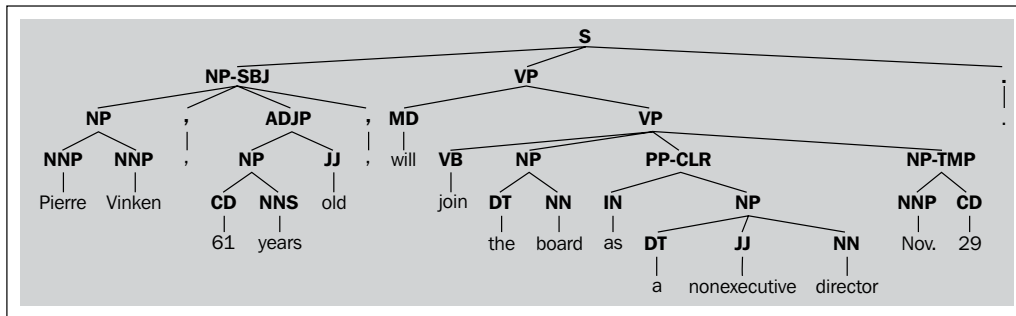 S
NP-SBJ VP .
NP , ADJP , MD VP .
NNP NNP , NP JJ , will VB NP PP-CLR NP-TMP
Pierre Vinken CD NNS old join DT NN IN NP NNP CD
61 years the board as DT JJ NN Nov. 29
a nonexecutive director